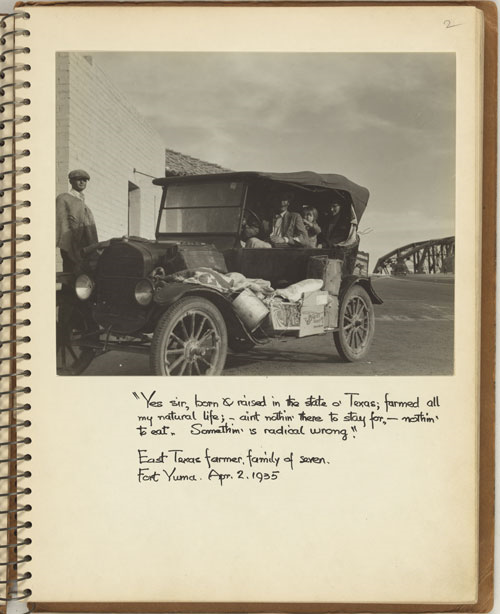 2
"Yes sir, born & raised in the state o' Texas; farmed all
my natural life; - aint nothin' there to stay for, - nothin'
to eat. Somethin' is radical wrong."
East Texas farmer, family of seven.
Fort Yuma. Apr. 2. 1935